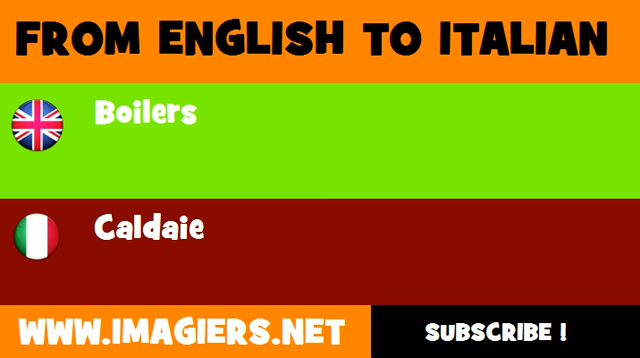 FROM ENGLISH TO ITALIAN
Boilers
Caldaie
WWW.IMAGIERS.NET
SUBSCRIBE !